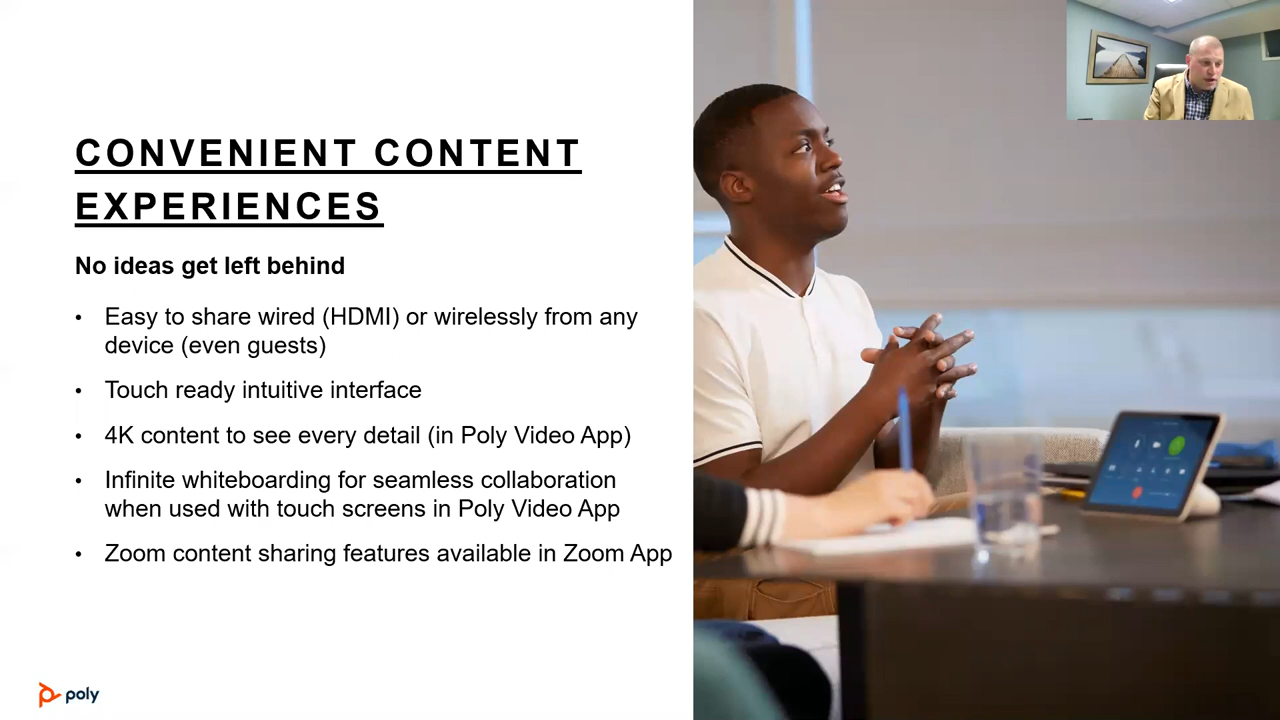 CONVENIENT CONTENT
EXPERIENCES
No ideas get left behind
• Easy to share wired (HDMI) or wirelessly from any
device (even guests)
• Touch ready intuitive interface
• 4K content to see every detail (in Poly Video App)
• Infinite whiteboarding for seamless collaboration
when used with touch screens in Poly Video App
• Zoom content sharing features available in Zoom App
poly